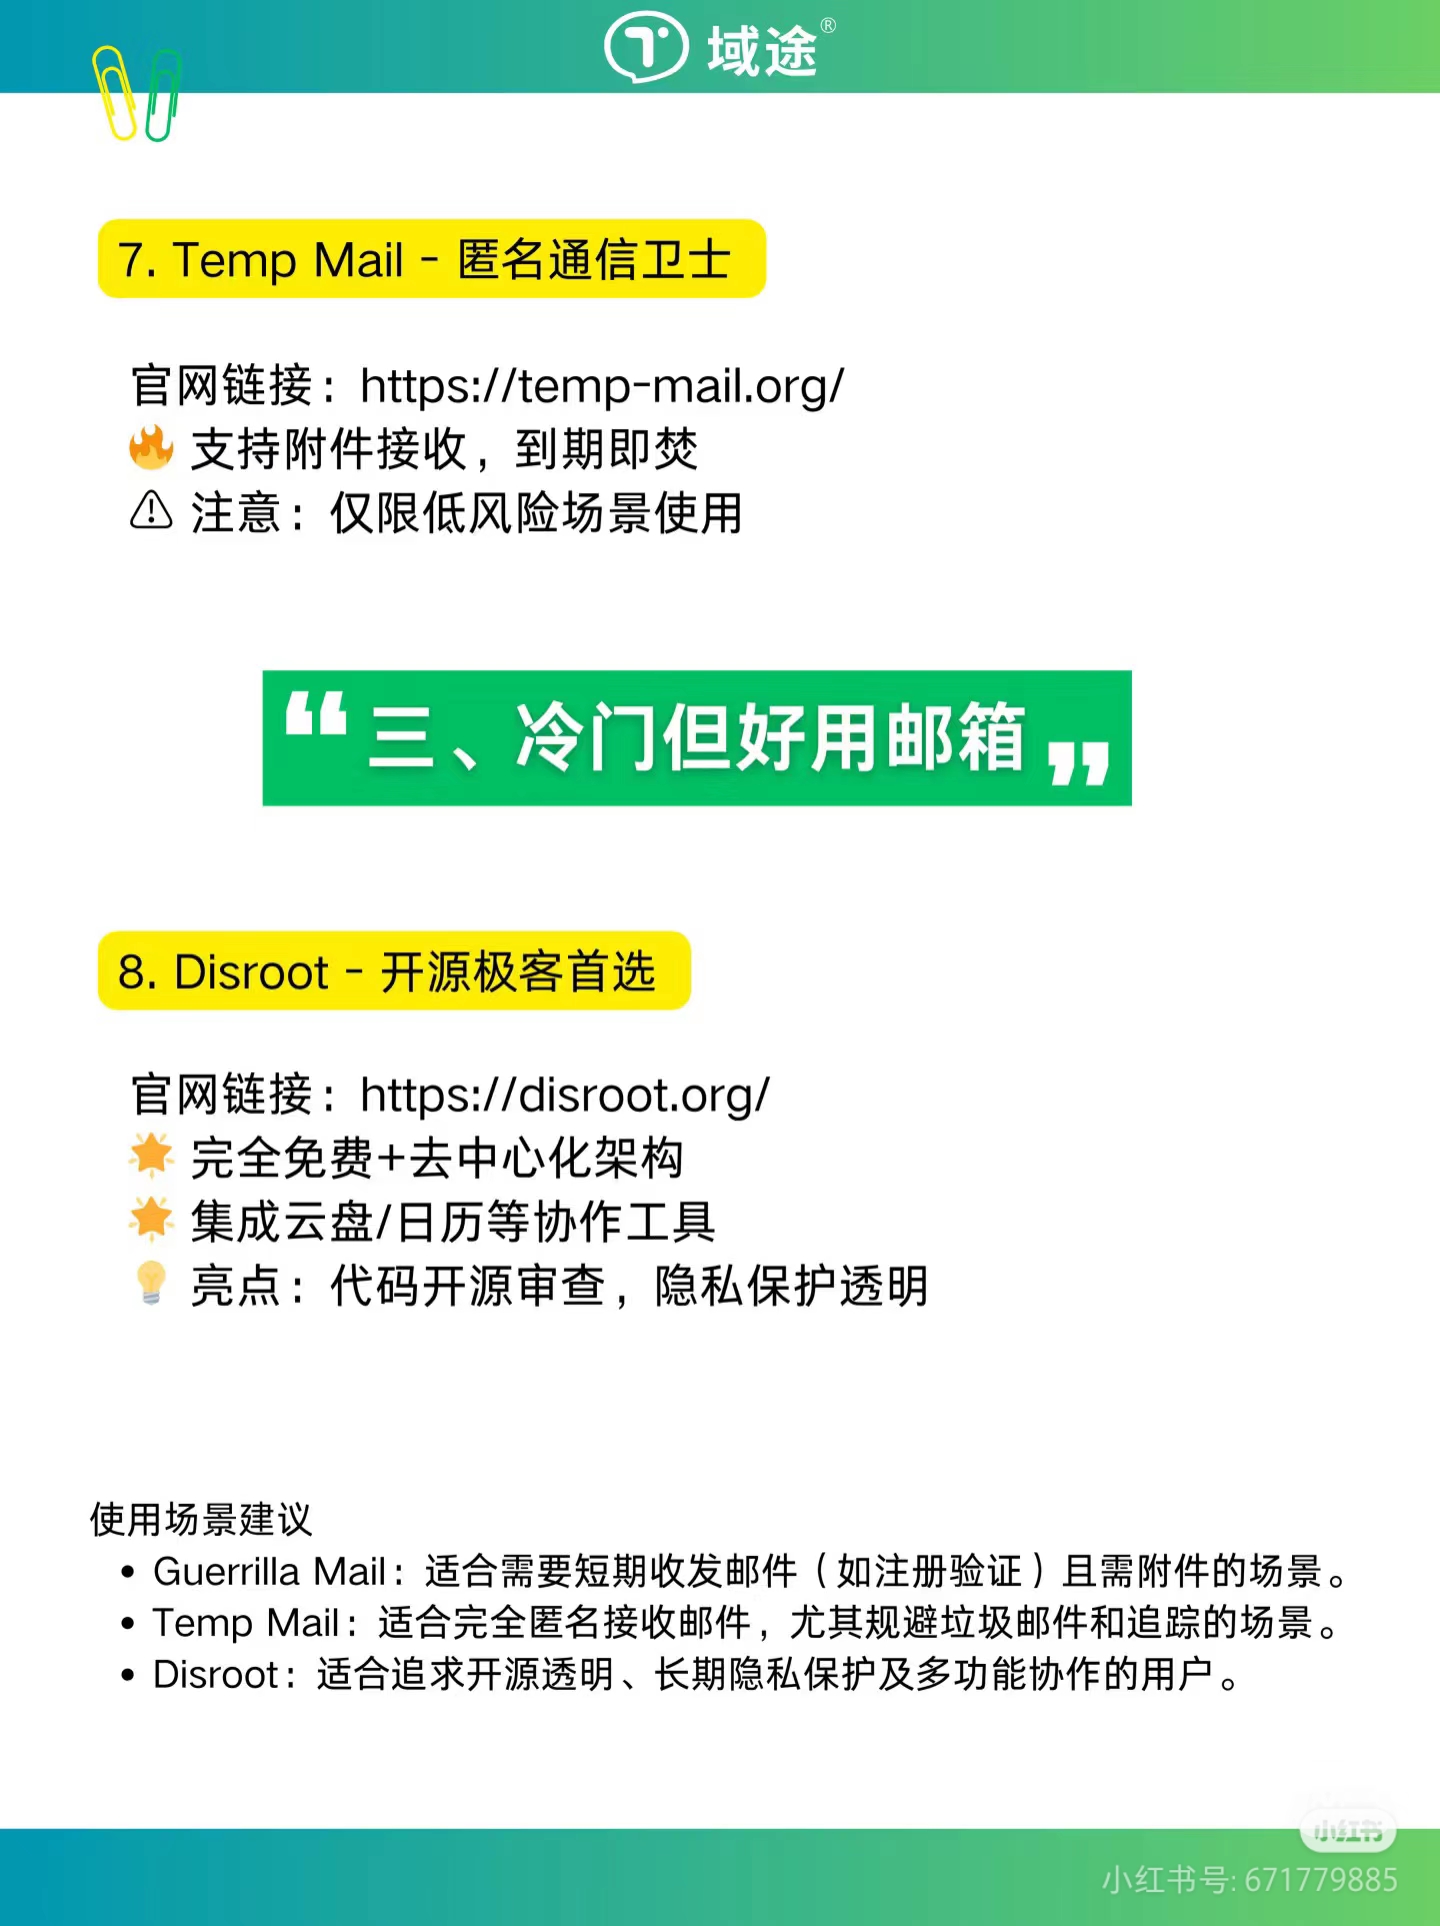 域途®
7. Temp Mail - 匿名通信卫士
官网链接：https://temp-mail.org/
🔥 支持附件接收，到期即焚
⚠ 注意：仅限低风险场景使用
“三、冷门但好用邮箱”
8. Disroot - 开源极客首选
官网链接：https://disroot.org/
🌟 完全免费+去中心化架构
🌟 集成云盘/日历等协作工具
💡 亮点：代码开源审查，隐私保护透明
使用场景建议
• Guerrilla Mail：适合需要短期收发邮件（如注册验证）且需附件的场景。
• Temp Mail：适合完全匿名接收邮件，尤其规避垃圾邮件和追踪的场景。
• Disroot：适合追求开源透明、长期隐私保护及多功能协作的用户。
小红书
小红书号: 671779885